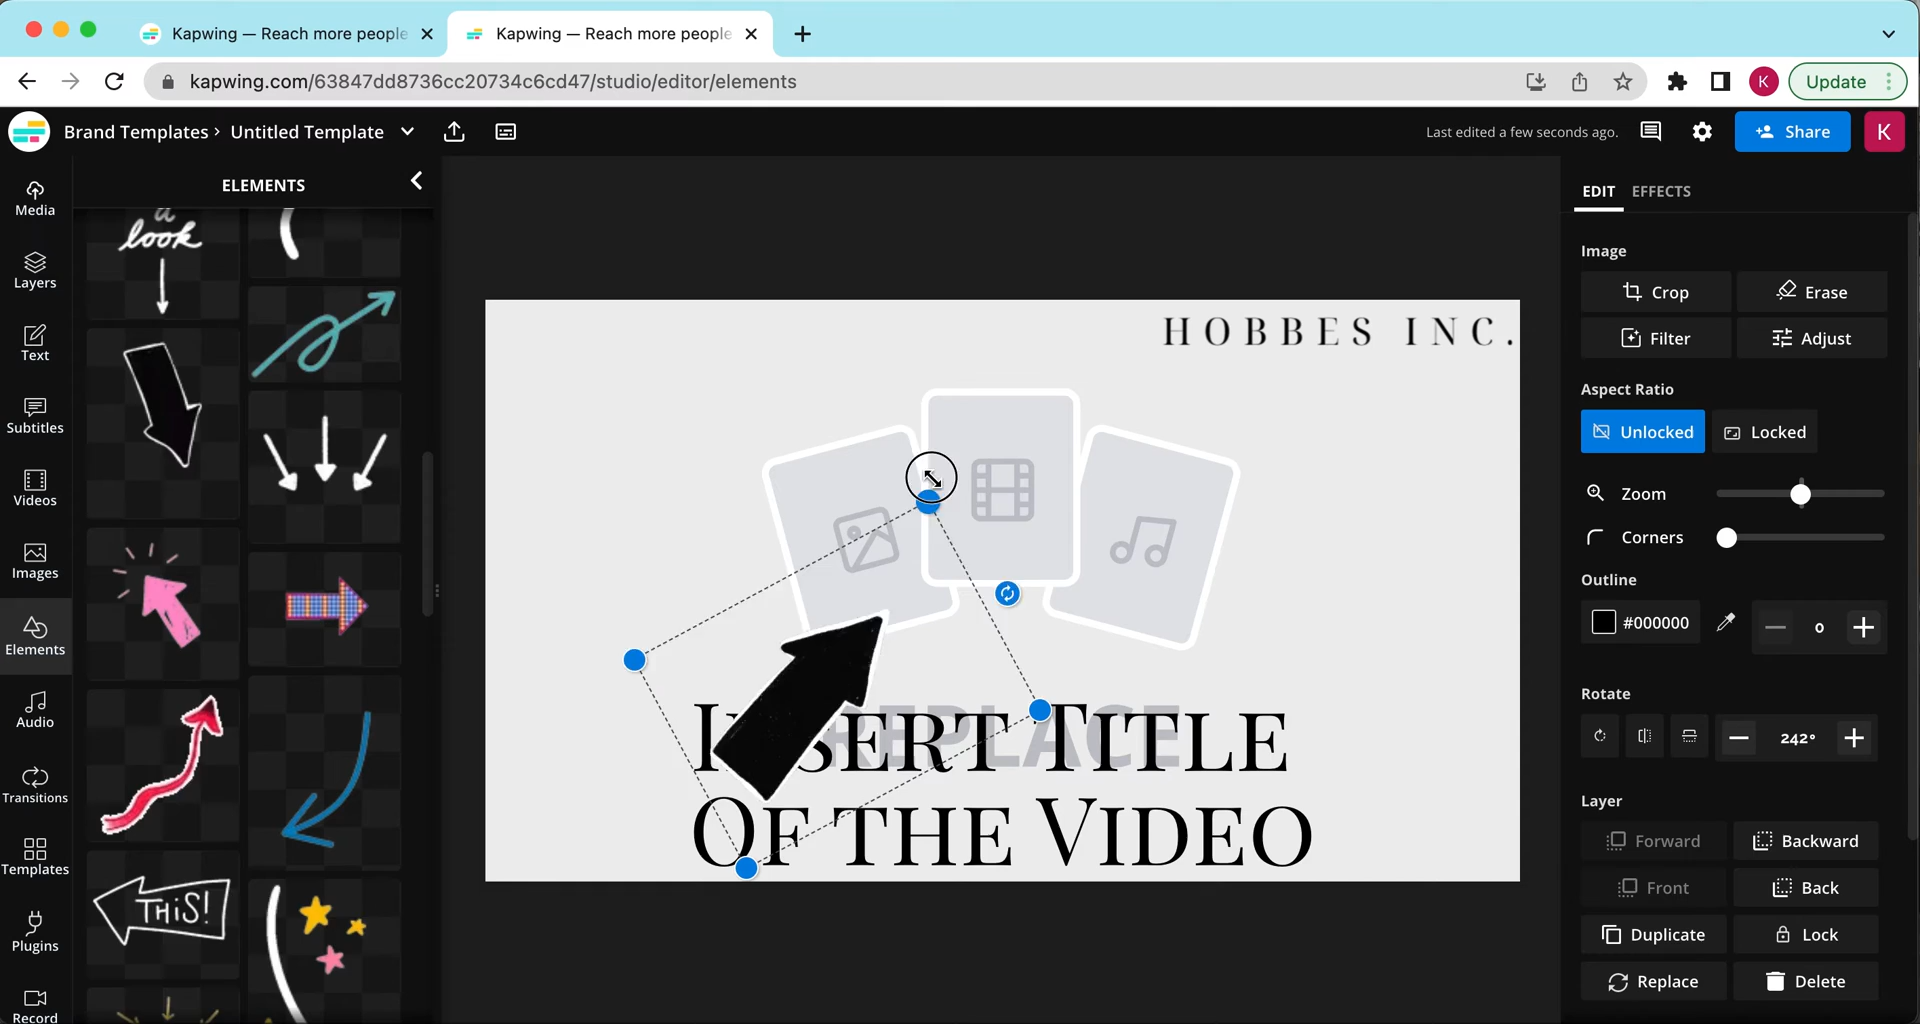 Kapwing — Reach more people
Kapwing — Reach more people
kapwing.com/63847dd8736cc20734c6cd47/studio/editor/elements
K
Update
Brand Templates › Untitled Template
Last edited a few seconds ago.
Share
K
Media
Layers
Text
Subtitles
Videos
Images
Elements
Audio
Transitions
Templates
Plugins
Record
ELEMENTS
a
look
THiS!
HOBBES INC.
REPLACE
INSERT TITLE
OF THE VIDEO
EDIT EFFECTS
Image
Crop Erase
Filter Adjust
Aspect Ratio
Unlocked Locked
Zoom
Corners
Outline
#000000 0
Rotate
242°
Layer
Forward Backward
Front Back
Duplicate Lock
Replace Delete